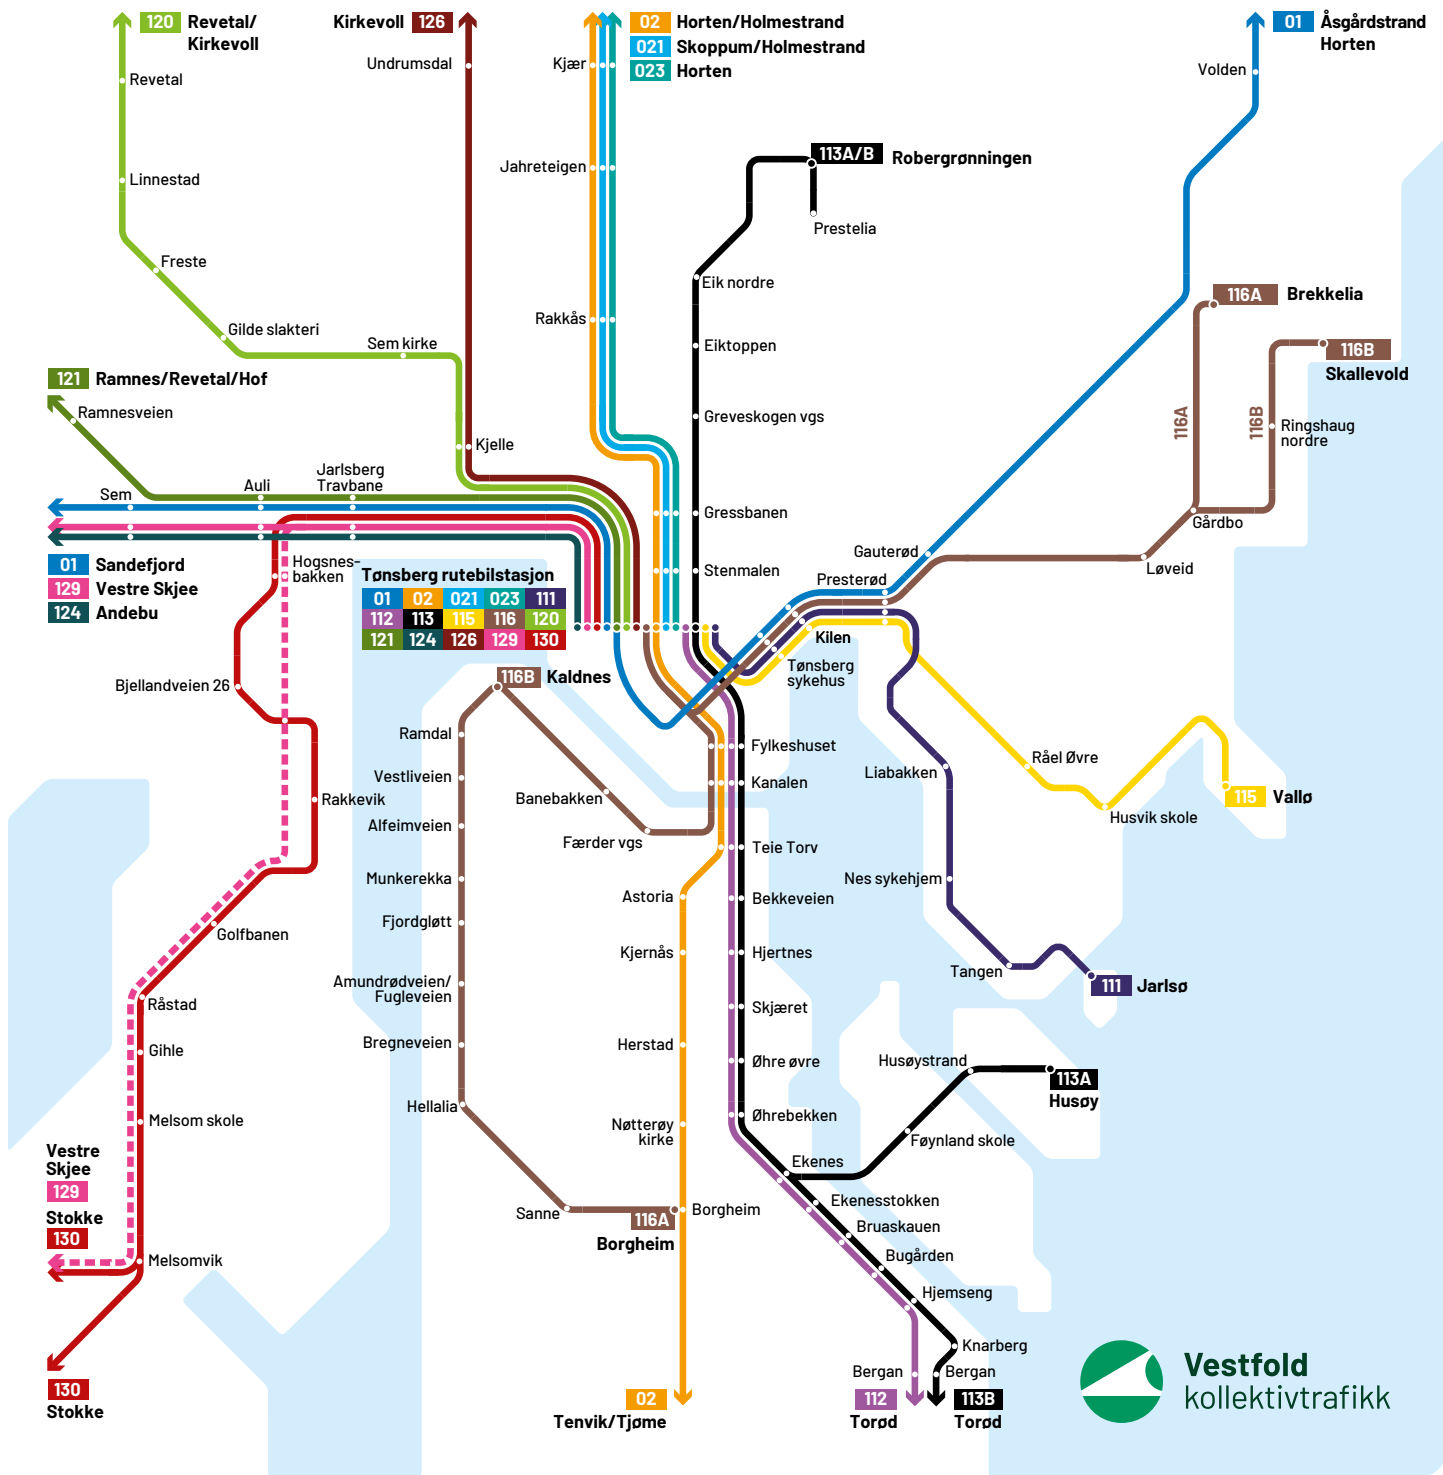 120 Revetal/
Kirkevoll
Kirkevoll 126
02 Horten/Holmestrand
021 Skoppum/Holmestrand
023 Horten
01 Åsgårdstrand
Horten
Undrumsdal
Kjær
Volden
Revetal
113A/B Robergrønningen
Jahreteigen
Linnestad
Prestelia
Freste
Eik nordre
116A Brekkelia
Rakkås
Gilde slakteri
Sem kirke
Eiktoppen
116B
Skallevold
121 Ramnes/Revetal/Hof
Ramnesveien
Greveskogen vgs
116A
116B
Ringshaug
nordre
Kjelle
Jarlsberg
Travbane
Auli
Sem
Gressbanen
Gårdbo
Gauterød
Løveid
01 Sandefjord
129 Vestre Skjee
124 Andebu
Hogsnes-
bakken
Tønsberg rutebilstasjon
01 02 021 023 111
112 113 115 116 120
121 124 126 129 130
Stenmalen
Presterød
Kilen
Tønsberg
sykehus
116B Kaldnes
Bjellandveien 26
Ramdal
Fylkeshuset
Vestliveien
Kanalen
Liabakken
Råel Øvre
Banebakken
Rakkevik
115 Vallø
Alfeimveien
Husvik skole
Færder vgs
Teie Torv
Munkerekka
Nes sykehjem
Astoria
Bekkeveien
Fjordgløtt
Golfbanen
Kjernås
Hjertnes
Tangen
Amundrødveien/
Fugleveien
111 Jarlsø
Råstad
Skjæret
Bregneveien
Herstad
Gihle
Øhre øvre
Husøystrand
113A
Husøy
Hellalia
Øhrebekken
Melsom skole
Nøtterøy
kirke
Føynland skole
Vestre
Skjee
129
Ekenes
Stokke
130
Sanne
116A
Borgheim
Borgheim
Ekenesstokken
Bruaskauen
Bugården
Melsomvik
Hjemseng
Knarberg
Bergan
Bergan
130
Stokke
02
Tenvik/Tjøme
112
Torød
113B
Torød
Vestfold
kollektivtrafikk